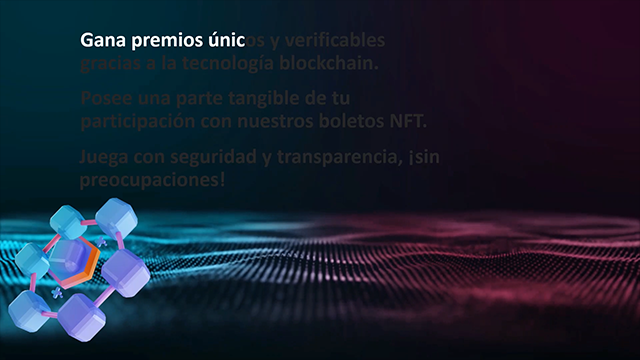 Gana premios únicos y verificables
gracias a la tecnología blockchain.
Posee una parte tangible de tu
participación con nuestros boletos NFT.
Juega con seguridad y transparencia, ¡sin
preocupaciones!